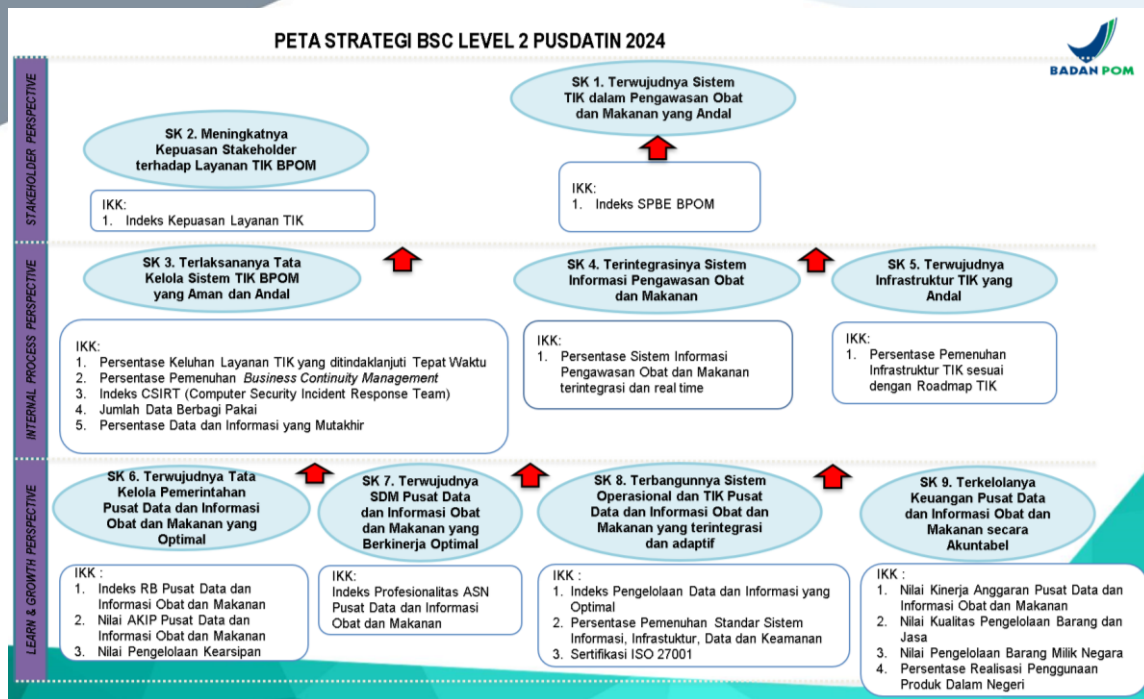 PETA STRATEGI BSC LEVEL 2 PUSDATIN 2024
BADAN POM
STAKEHOLDER PERSPECTIVE
SK 1. Terwujudnya Sistem
TIK dalam Pengawasan Obat
dan Makanan yang Andal
SK 2. Meningkatnya
Kepuasan Stakeholder
terhadap Layanan TIK BPOM
IKK:
1. Indeks Kepuasan Layanan TIK
IKK:
1. Indeks SPBE BPOM
INTERNAL PROCESS PERSPECTIVE
SK 3. Terlaksananya Tata
Kelola Sistem TIK BPOM
yang Aman dan Andal
SK 4. Terintegrasinya Sistem
Informasi Pengawasan Obat
dan Makanan
SK 5. Terwujudnya
Infrastruktur TIK yang
Andal
IKK:
1. Persentase Keluhan Layanan TIK yang ditindaklanjuti Tepat Waktu
2. Persentase Pemenuhan Business Continuity Management
3. Indeks CSIRT (Computer Security Incident Response Team)
4. Jumlah Data Berbagi Pakai
5. Persentase Data dan Informasi yang Mutakhir
IKK:
1. Persentase Sistem Informasi
Pengawasan Obat dan Makanan
terintegrasi dan real time
IKK:
1. Persentase Pemenuhan
Infrastruktur TIK sesuai
dengan Roadmap TIK
LEARN & GROWTH PERSPECTIVE
SK 6. Terwujudnya Tata
Kelola Pemerintahan
Pusat Data dan Informasi
Obat dan Makanan yang
Optimal
SK 7. Terwujudnya
SDM Pusat Data
dan Informasi Obat
dan Makanan yang
Berkinerja Optimal
SK 8. Terbangunnya Sistem
Operasional dan TIK Pusat
Data dan Informasi Obat dan
Makanan yang terintegrasi
dan adaptif
SK 9. Terkelolanya
Keuangan Pusat Data
dan Informasi Obat dan
Makanan secara
Akuntabel
IKK :
1. Indeks RB Pusat Data dan
Informasi Obat dan Makanan
2. Nilai AKIP Pusat Data dan
Informasi Obat dan Makanan
3. Nilai Pengelolaan Kearsipan
IKK:
Indeks Profesionalitas ASN
Pusat Data dan Informasi
Obat dan Makanan
IKK :
1. Indeks Pengelolaan Data dan Informasi yang
Optimal
2. Persentase Pemenuhan Standar Sistem
Informasi, Infrastuktur, Data dan Keamanan
3. Sertifikasi ISO 27001
IKK :
1. Nilai Kinerja Anggaran Pusat Data dan
Informasi Obat dan Makanan
2. Nilai Kualitas Pengelolaan Barang dan
Jasa
3. Nilai Pengelolaan Barang Milik Negara
4. Persentase Realisasi Penggunaan
Produk Dalam Negeri